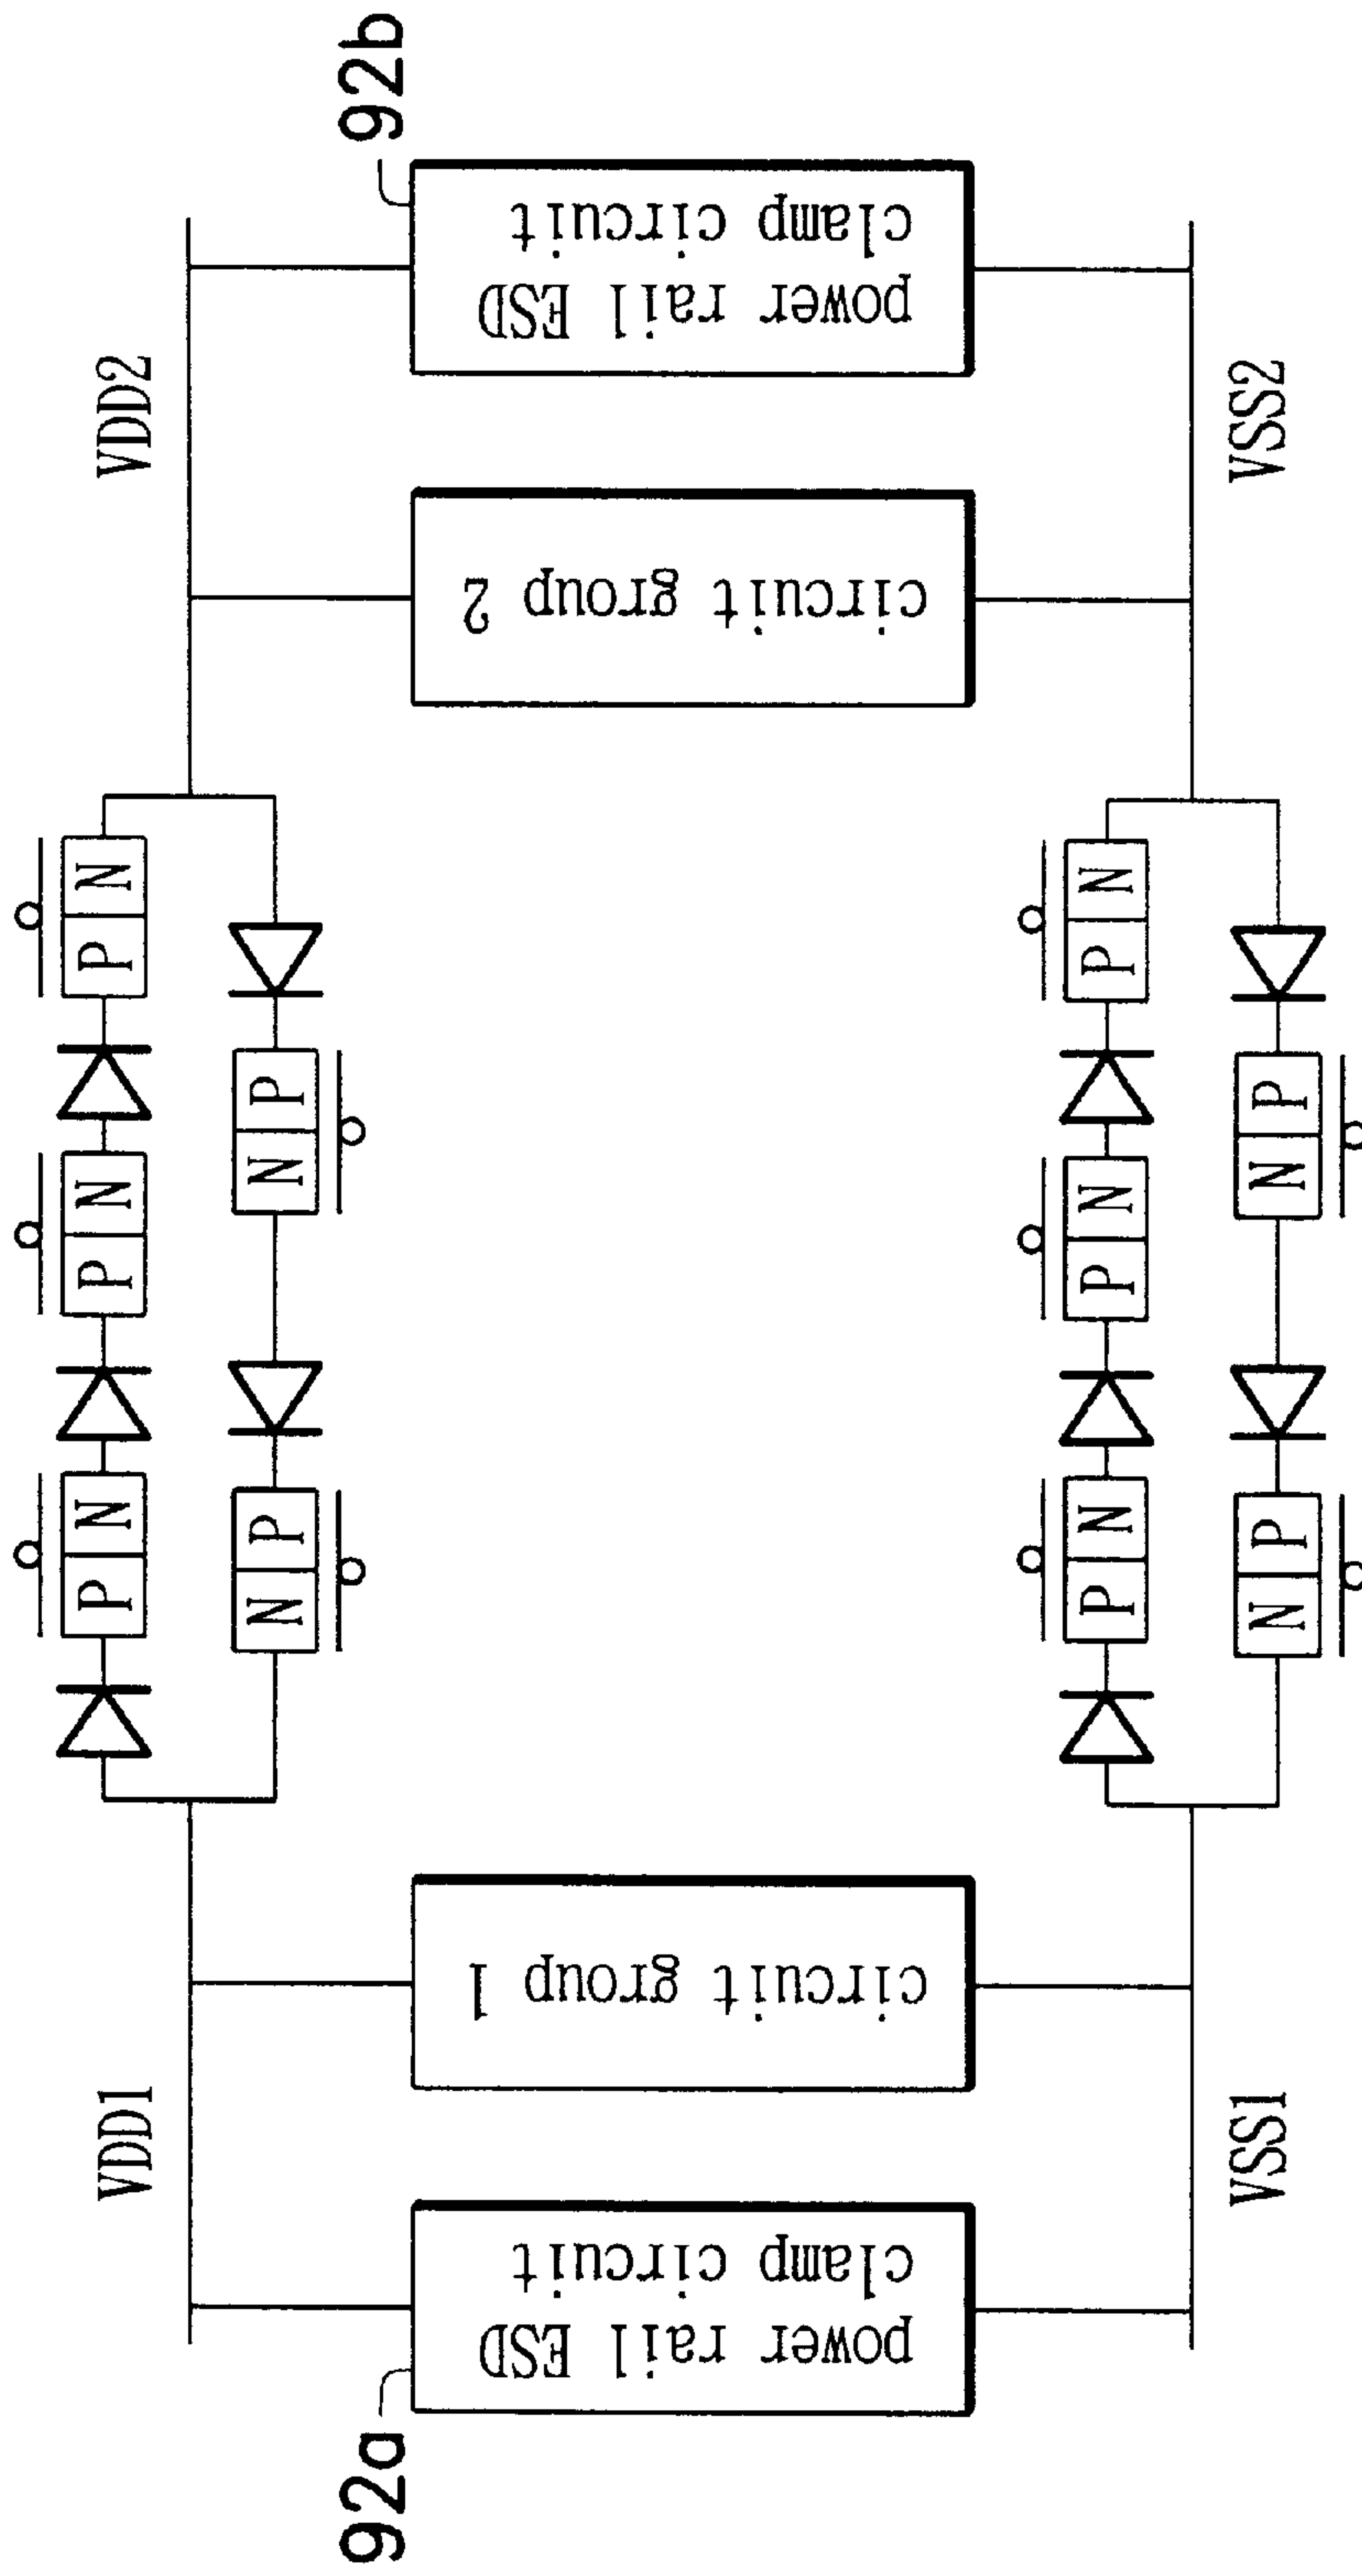 VDD1
VDD2
P N
P N
P N
N P
N P
92a
92b
power rail ESD
clamp circuit
circuit group 1
circuit group 2
power rail ESD
clamp circuit
P N
P N
P N
N P
N P
VSS1
VSS2